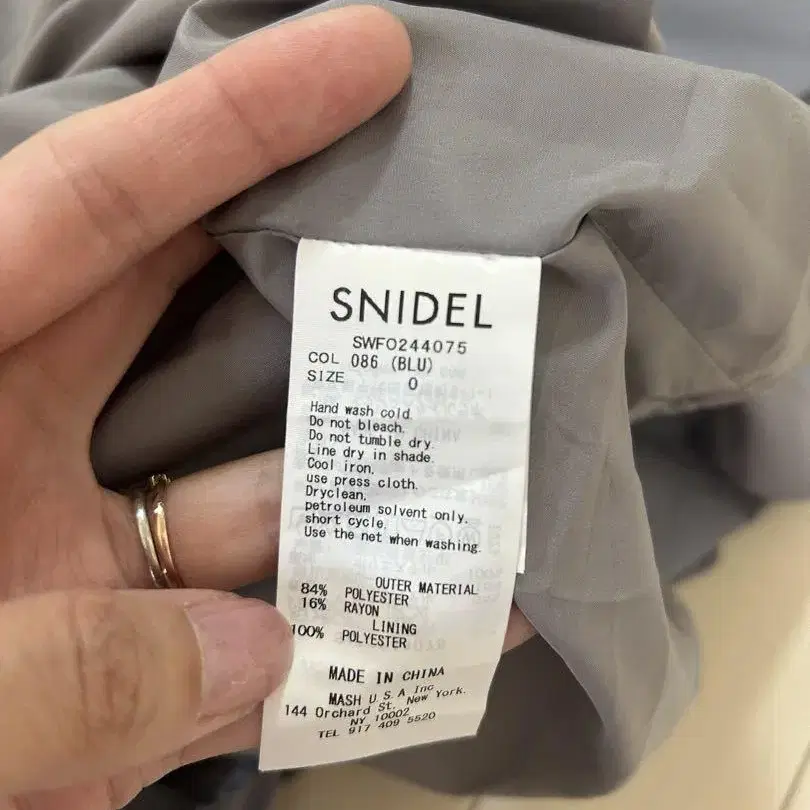 SNIDEL
SWFO244075
COL 086 (BLU)
SIZE 0
Hand wash cold.
Do not bleach.
Do not tumble dry.
Line dry in shade.
Cool iron.
use press cloth.
Dryclean.
petroleum solvent only.
short cycle.
Use the net when washing.
OUTER MATERIAL
84% POLYESTER
16% RAYON
LINING
100% POLYESTER
MADE IN CHINA
MASH U.S.A Inc
144 Orchard St. New York.
NY 10002
TEL 917 409 5520